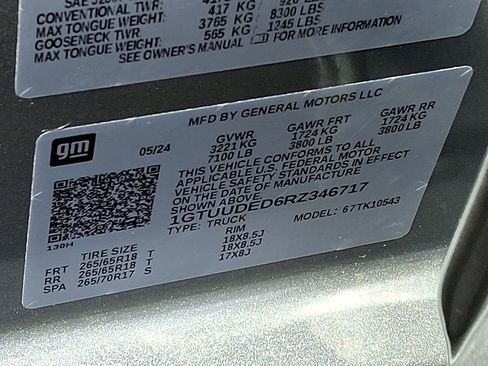 CONVENTIONAL TWR: 417 KG 920 LBS
MAX TONGUE WEIGHT: 3765 KG 8300 LBS
GOOSENECK TWR: 565 KG 1245 LBS
MAX TONGUE WEIGHT:
SEE OWNER'S MANUAL FOR MORE INFORMATION
MFD BY GENERAL MOTORS LLC
gm
05/24
GVWR GAWR FRT GAWR RR
3221 KG 1724 KG 1724 KG
7100 LB 3800 LB 3800 LB
THIS VEHICLE CONFORMS TO ALL
APPLICABLE U.S. FEDERAL MOTOR
VEHICLE SAFETY STANDARDS IN EFFECT
ON THE DATE OF MANUFACTURE
1GTUUDED6RZ346717
TYPE: TRUCK MODEL: 67TK10543
130H
TIRE SIZE RIM
FRT 265/65R18 T 18X8.5J
RR 265/65R18 T 18X8.5J
SPA 265/70R17 S 17X8J